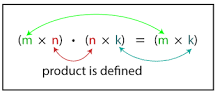 (m × n) · (n × k) = (m × k)
product is defined